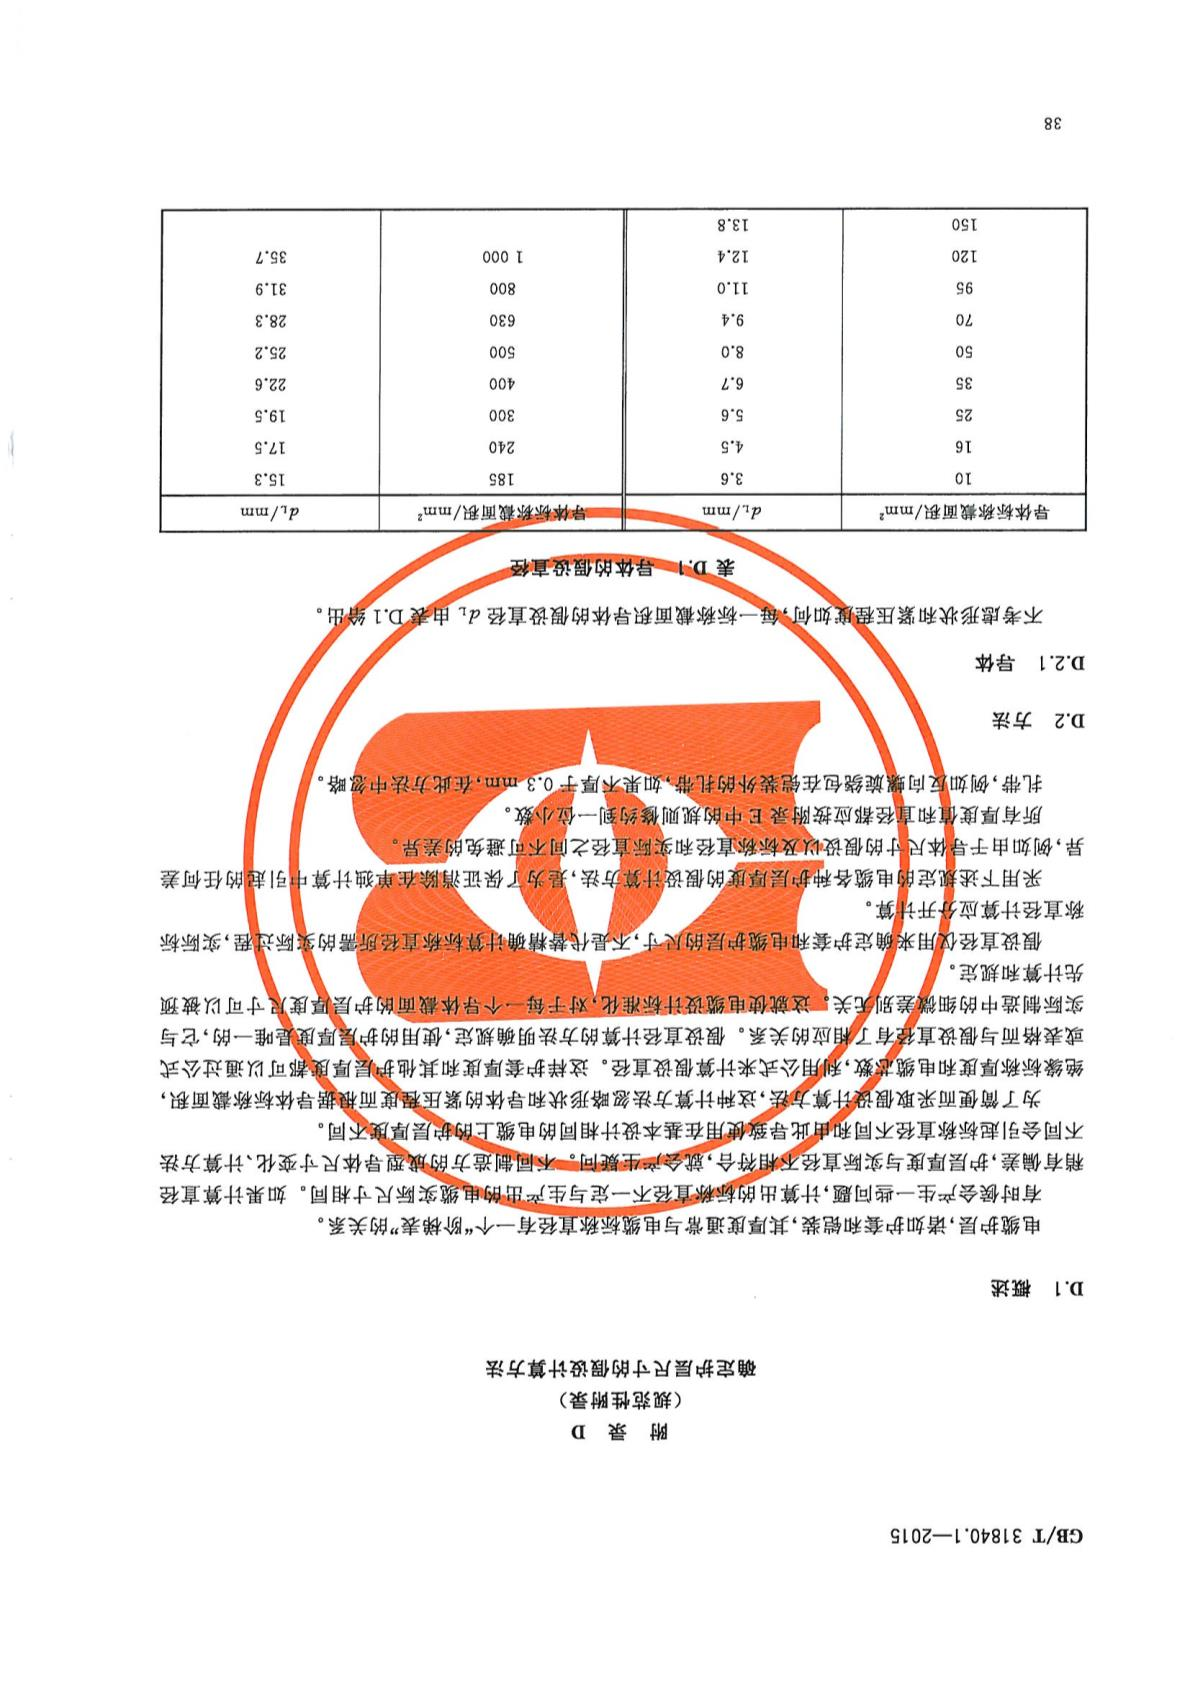 GB/T 31840.1—2015
附 录 D
(规范性附录)
确定护层尺寸的假设计算方法
D.1 概述
电缆护层,诸如护套和铠装,其厚度通常与电缆标称直径有一个“阶梯表”的关系。
有时候会产生一些问题,计算出的标称直径不一定与生产出的电缆实际尺寸相同。如果计算直径
稍有偏差,护层厚度与实际直径不相符合,就会产生疑问。不同制造方的成型导体尺寸变化、计算方法
不同会引起标称直径不同和由此导致使用在基本设计相同的电缆上的护层厚度不同。
为了简便而采取假设计算方法,这种计算方法忽略形状和导体的紧压程度而根据导体标称截面积,
绝缘标称厚度和电缆芯数,利用公式来计算假设直径。这样护套厚度和其他护层厚度都可以通过公式
或表格而与假设直径有了相应的关系。假设直径计算的方法明确规定,使用的护层厚度是唯一的,它与
实际制造中的细微差别无关。这就使电缆设计标准化,对于每一个导体截面的护层厚度尺寸可以被预
先计算和规定。
假设直径仅用来确定护套和电缆护层的尺寸,不是代替精确计算标称直径所需的实际过程,实际标
称直径计算应分开计算。
采用下述规定的电缆各种护层厚度的假设计算方法,是为了保证消除在单独计算中引起的任何差
异,例如由于导体尺寸的假设以及标称直径和实际直径之间不可避免的差异。
所有厚度值和直径都应按附录 E 中的规则修约到一位小数。
扎带,例如反向螺旋绕包在铠装外的扎带,如果不厚于 0.3 mm,在此方法中忽略。
D.2 方法
D.2.1 导体
不考虑形状和紧压程度如何,每一标称截面积导体的假设直径 dL 由表 D.1 给出。
表 D.1 导体的假设直径
导体标称截面积/mm² dL/mm 导体标称截面积/mm² dL/mm
10 3.6 185 15.3
16 4.5 240 17.5
25 5.6 300 19.5
35 6.7 400 22.6
50 8.0 500 25.2
70 9.4 630 28.3
95 11.0 800 31.9
120 12.4 1 000 35.7
150 13.8
38